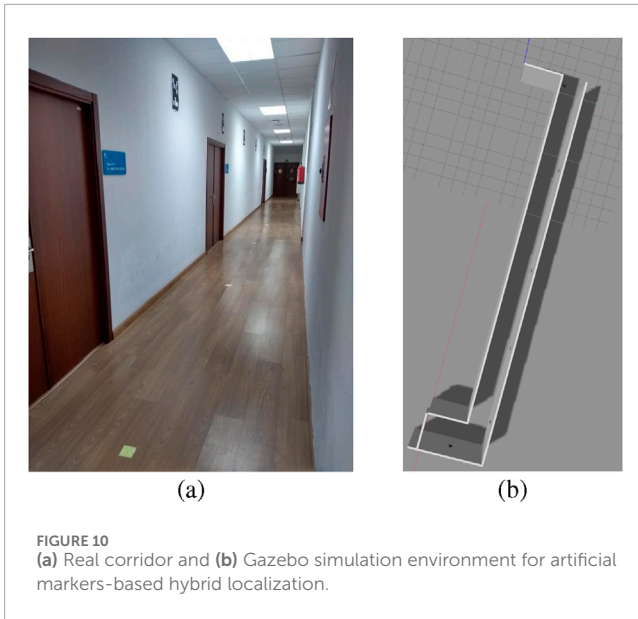 (a)
(b)
FIGURE 10
(a) Real corridor and (b) Gazebo simulation environment for artificial
markers-based hybrid localization.